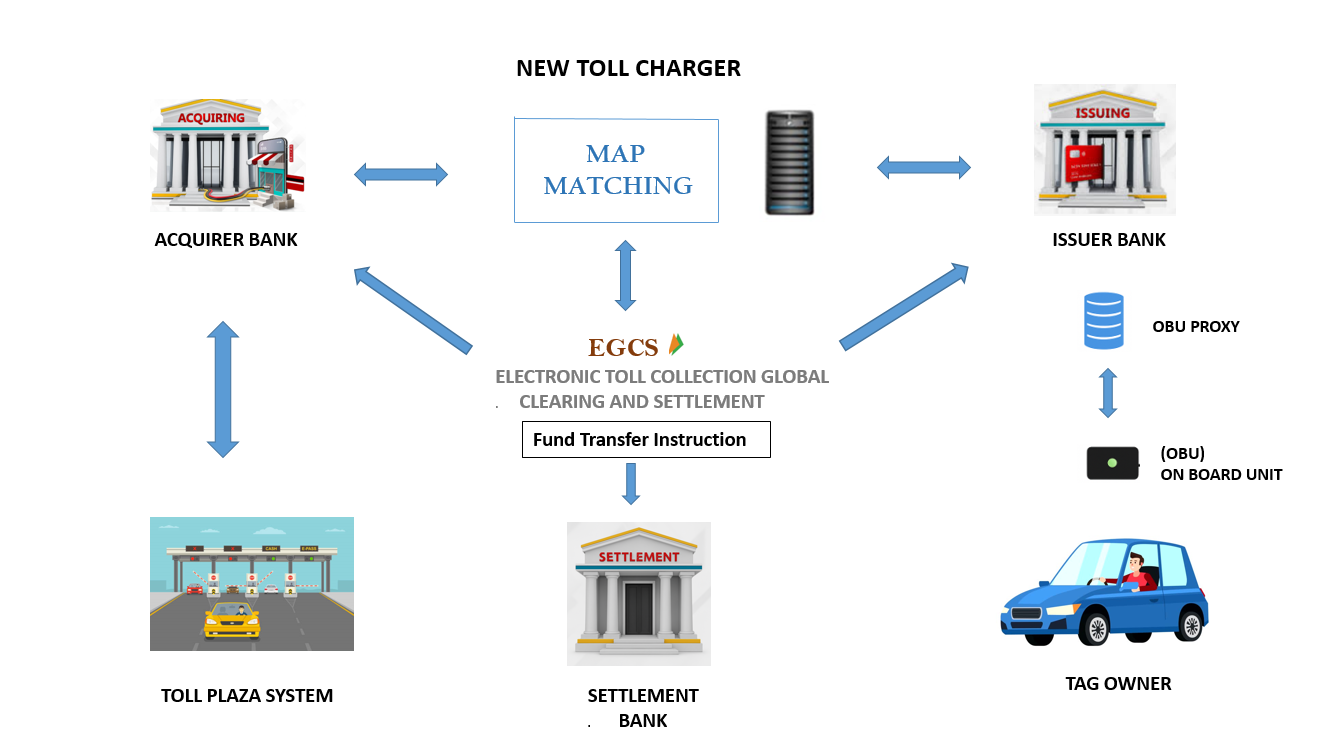 NEW TOLL CHARGER
ACQUIRING
MAP
MATCHING
ISSUING
ACQUIRER BANK
ISSUER BANK
OBU PROXY
EGCS
ELECTRONIC TOLL COLLECTION GLOBAL
. CLEARING AND SETTLEMENT
Fund Transfer Instruction
(OBU)
ON BOARD UNIT
CASH
SETTLEMENT
TOLL PLAZA SYSTEM
SETTLEMENT
. BANK
TAG OWNER